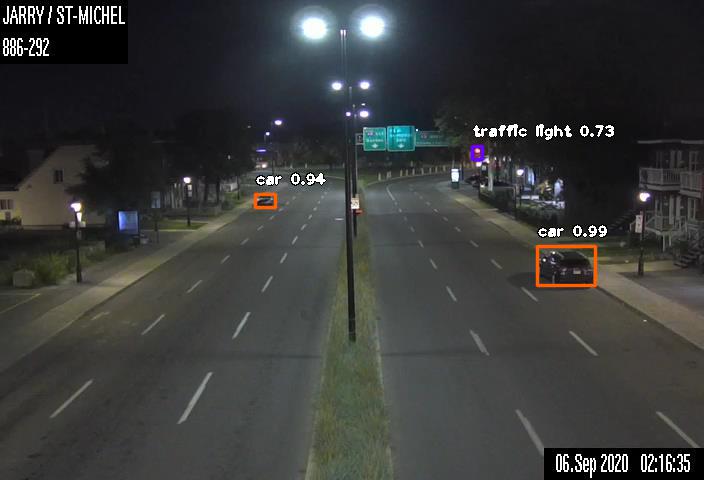 JARRY / ST-MICHEL
886-292
traffic light 0.73
car 0.94
car 0.99
06.Sep 2020 02:16:35